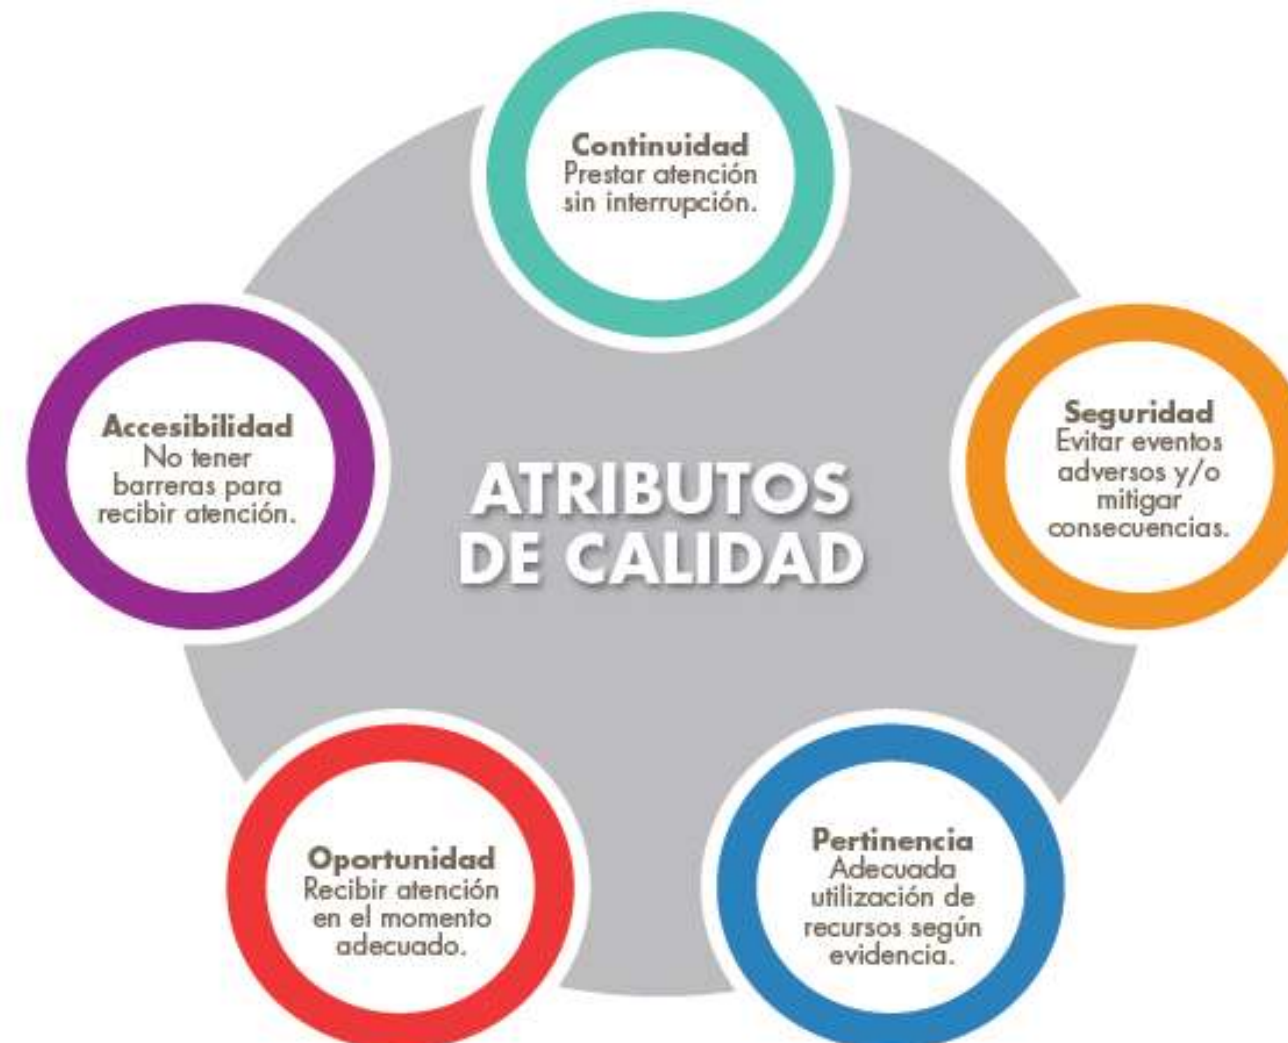 Continuidad
Prestar atención
sin interrupción.
Accesibilidad
No tener
barreras para
recibir atención.
ATRIBUTOS
DE CALIDAD
Seguridad
Evitar eventos
adversos y/o
mitigar
consecuencias.
Oportunidad
Recibir atención
en el momento
adecuado.
Pertinencia
Adecuada
utilización de
recursos según
evidencia.